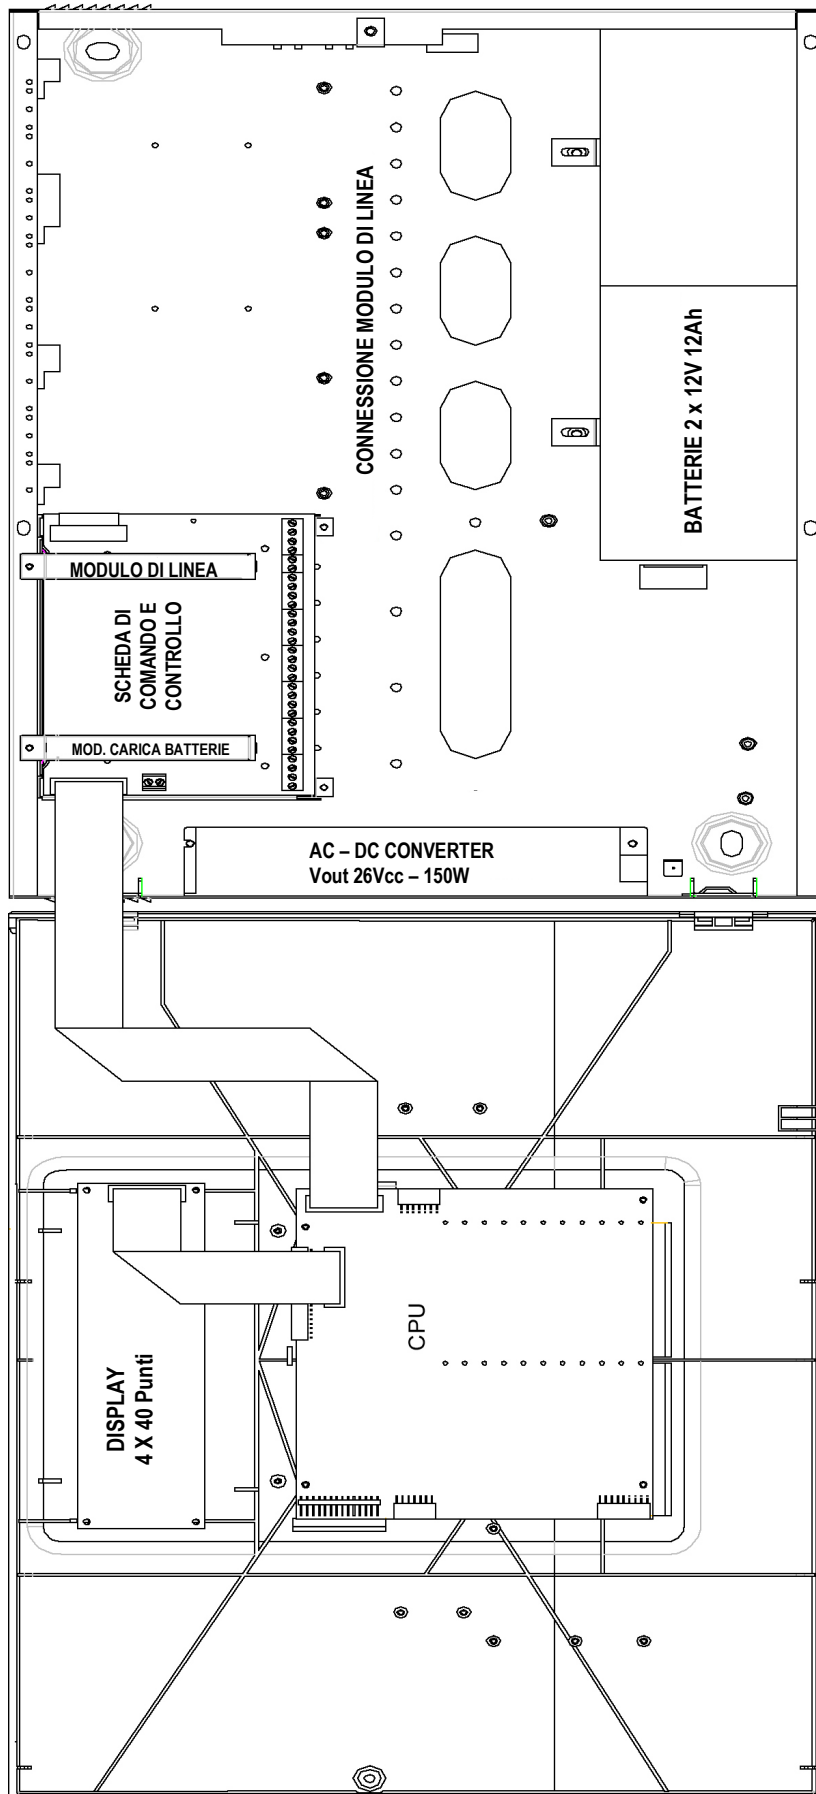 CONNESSIONE MODULO DI LINEA
BATTERIE 2 x 12V 12Ah
MODULO DI LINEA
SCHEDA DI
COMANDO E
CONTROLLO
MOD. CARICA BATTERIE
AC – DC CONVERTER
Vout 26Vcc – 150W
CPU
DISPLAY
4 X 40 Punti